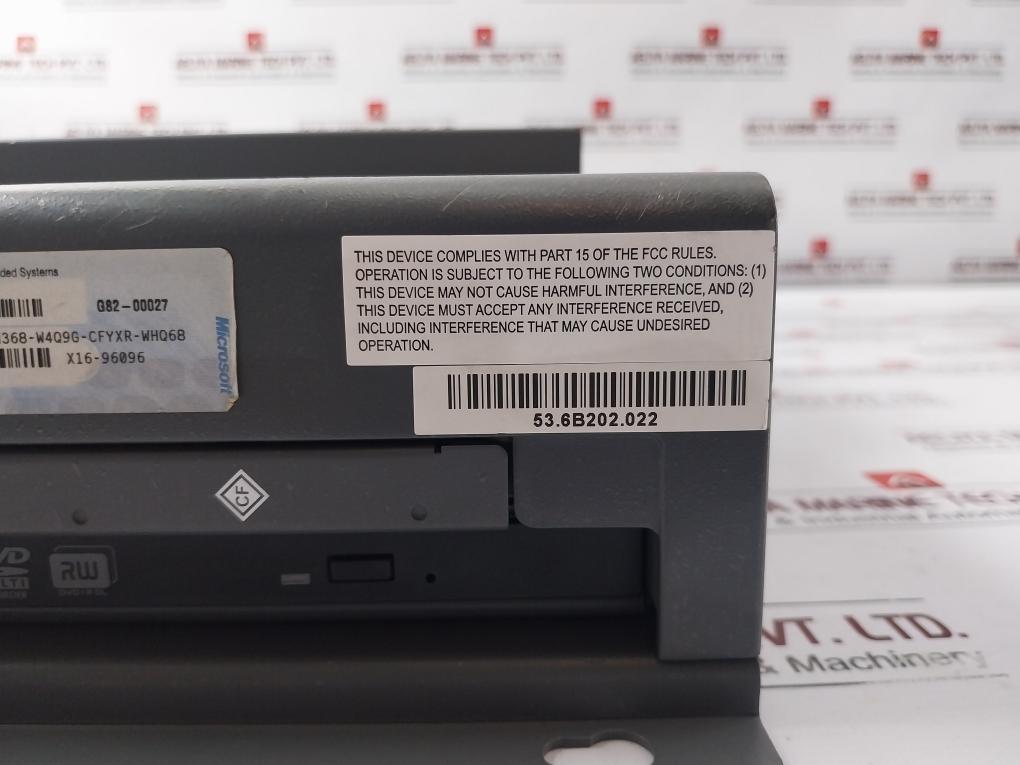 ded Systems
G82-00027
368-W4Q9G-CFYXR-WHQ68
X16-96096
Microsoft
THIS DEVICE COMPLIES WITH PART 15 OF THE FCC RULES.
OPERATION IS SUBJECT TO THE FOLLOWING TWO CONDITIONS: (1)
THIS DEVICE MAY NOT CAUSE HARMFUL INTERFERENCE, AND (2)
THIS DEVICE MUST ACCEPT ANY INTERFERENCE RECEIVED,
INCLUDING INTERFERENCE THAT MAY CAUSE UNDESIRED
OPERATION.
53.6B202.022
CF
RW
VT. LTD.
& Machinery